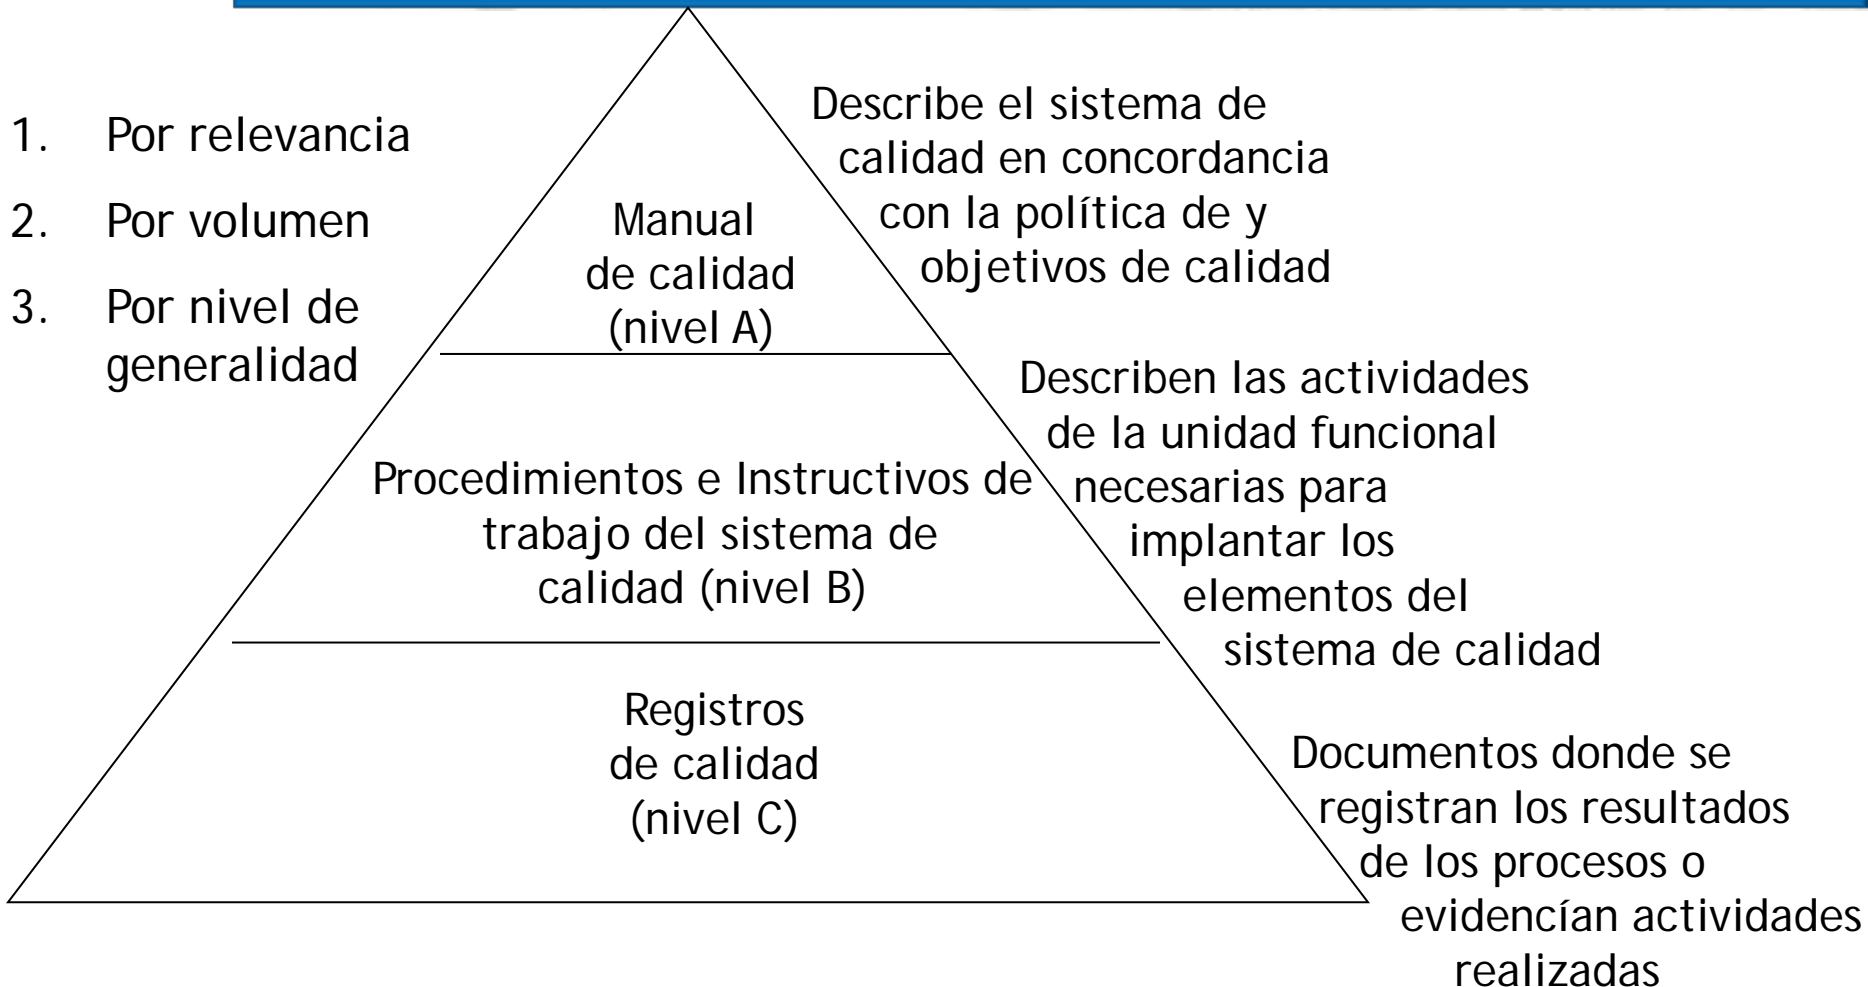 1. Por relevancia
2. Por volumen
3. Por nivel de
generalidad
Manual
de calidad
(nivel A)
Describe el sistema de
calidad en concordancia
con la política de y
objetivos de calidad
Procedimientos e Instructivos de
trabajo del sistema de
calidad (nivel B)
Describen las actividades
de la unidad funcional
necesarias para
implantar los
elementos del
sistema de calidad
Registros
de calidad
(nivel C)
Documentos donde se
registran los resultados
de los procesos o
evidencían actividades
realizadas